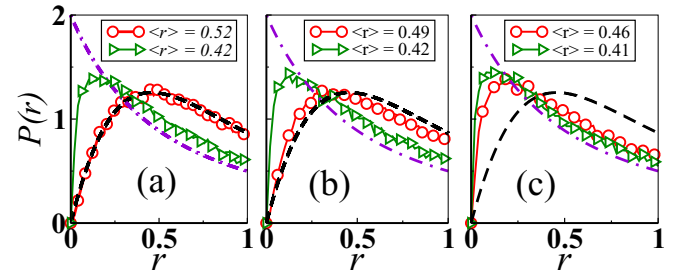 2
1
0
P(r)
<r> = 0.52
<r> = 0.42
(a)
0 0.5 1
r
<r> = 0.49
<r> = 0.42
(b)
0 0.5 1
r
<r> = 0.46
<r> = 0.41
(c)
0 0.5 1
r